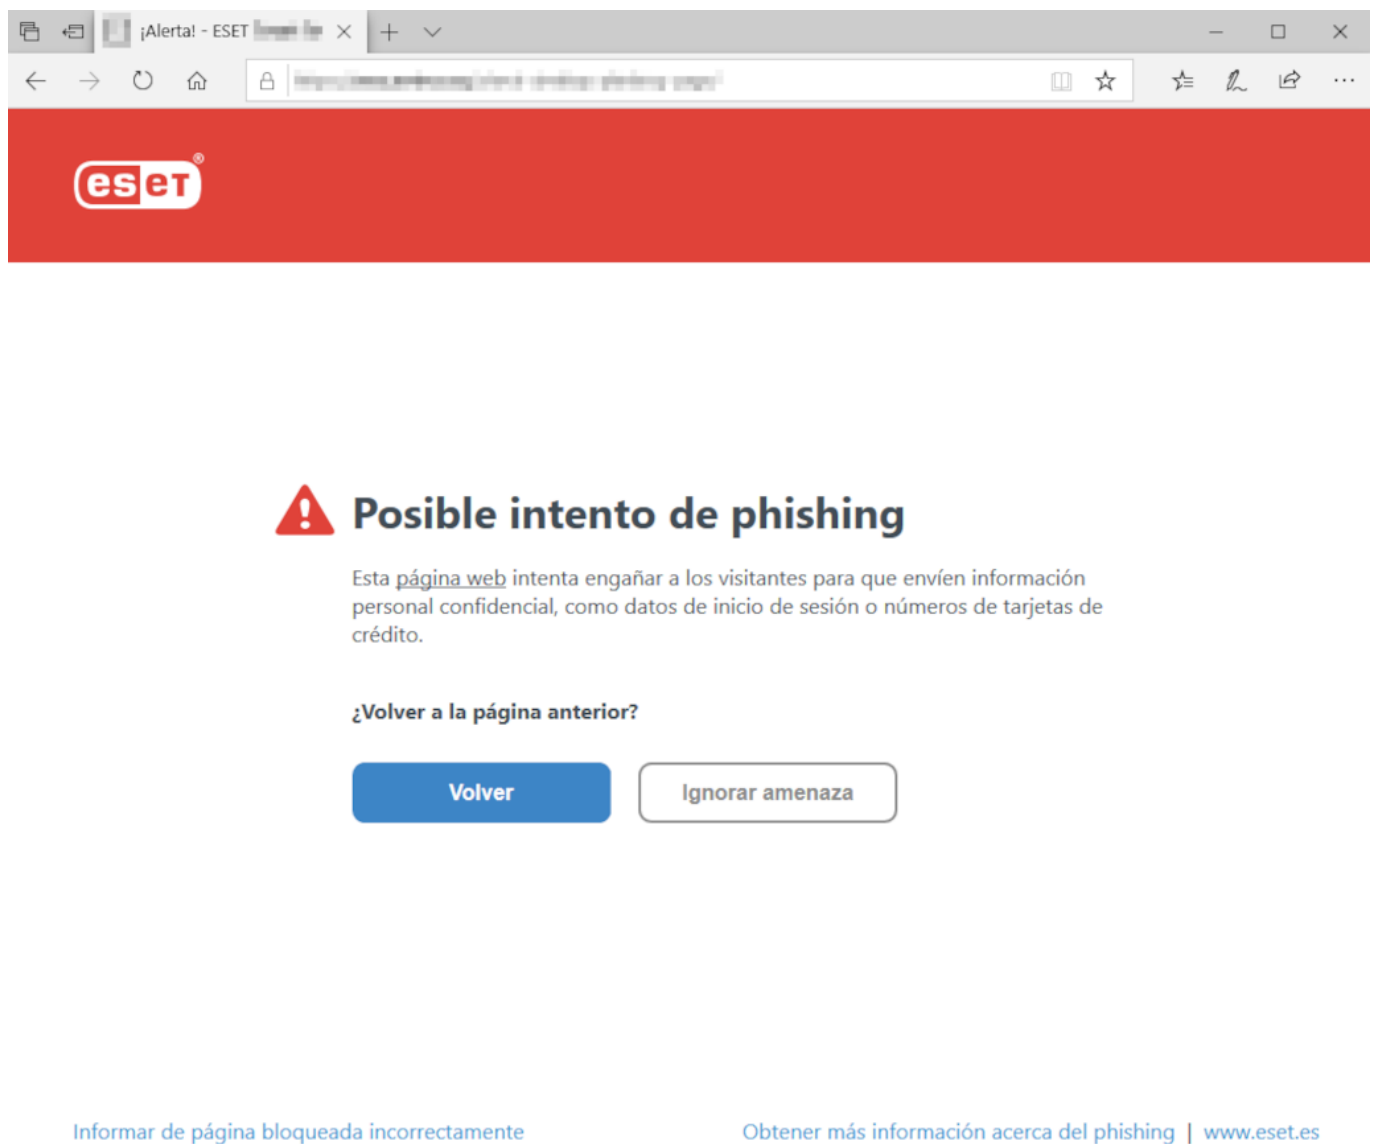 ¡Alerta! - ESET
eset®
Posible intento de phishing
Esta página web intenta engañar a los visitantes para que envíen información
personal confidencial, como datos de inicio de sesión o números de tarjetas de
crédito.
¿Volver a la página anterior?
Volver
Ignorar amenaza
Informar de página bloqueada incorrectamente
Obtener más información acerca del phishing | www.eset.es